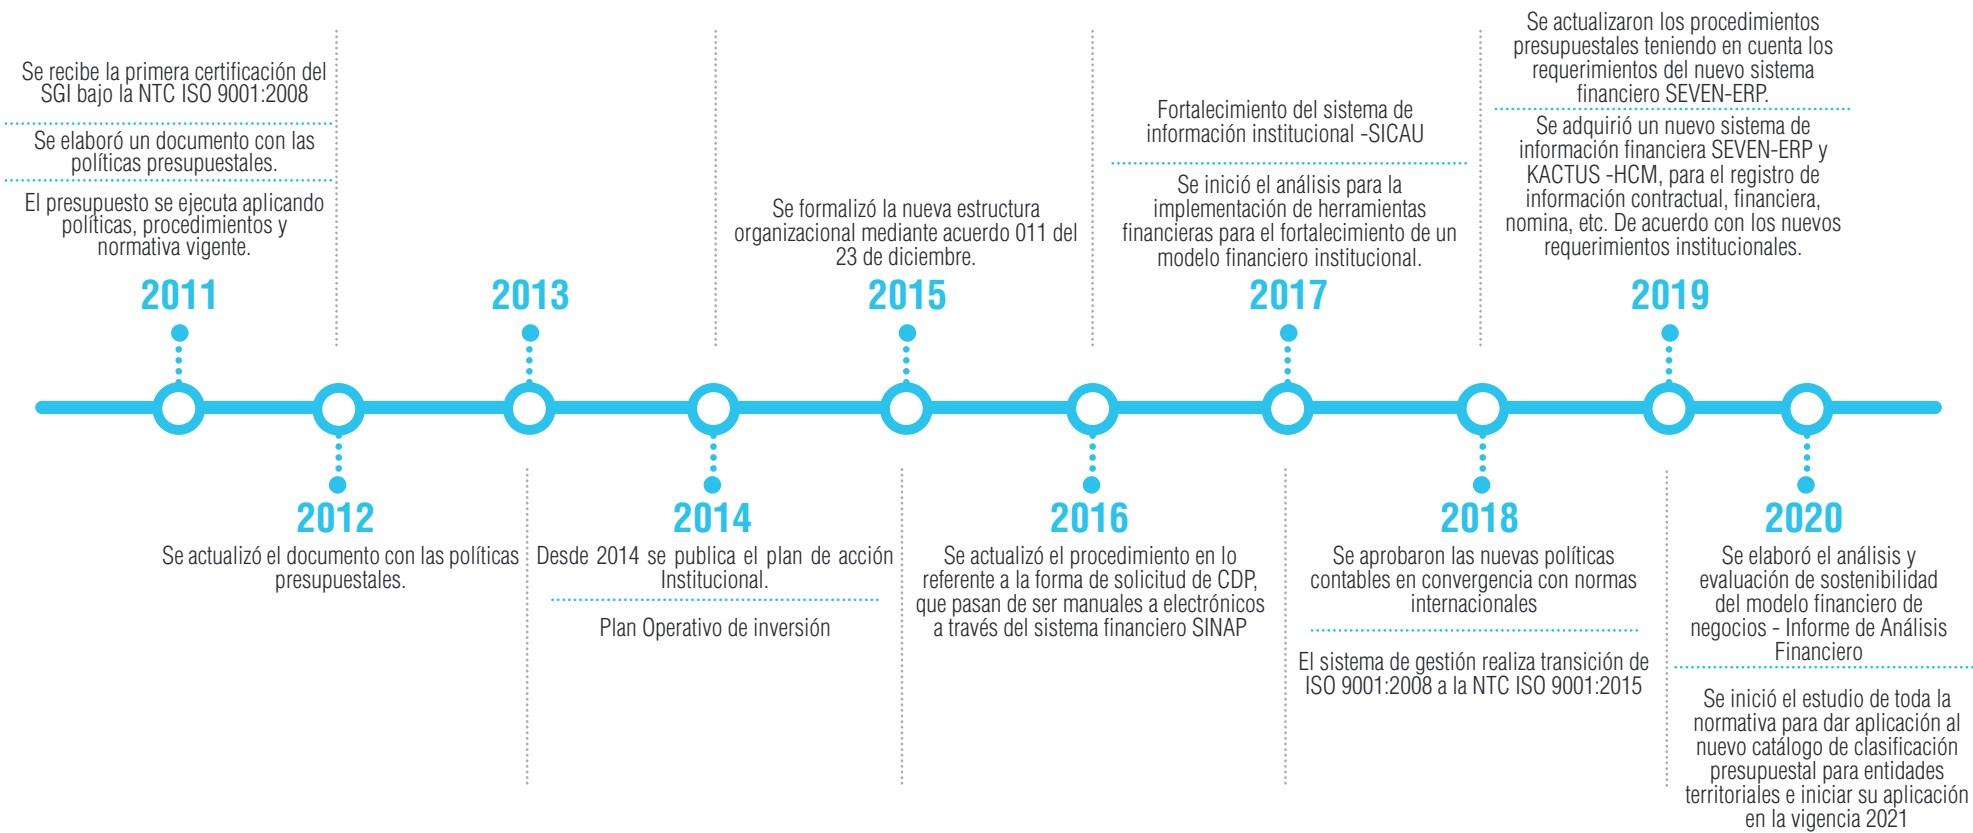 Se recibe la primera certificación del
SGI bajo la NTC ISO 9001:2008
Se elaboró un documento con las
políticas presupuestales.
El presupuesto se ejecuta aplicando
políticas, procedimientos y
normativa vigente.
2011
2012
Se actualizó el documento con las políticas
presupuestales.
2013
2014
Desde 2014 se publica el plan de acción
Institucional.
Plan Operativo de inversión
Se formalizó la nueva estructura
organizacional mediante acuerdo 011 del
23 de diciembre.
2015
2016
Se actualizó el procedimiento en lo
referente a la forma de solicitud de CDP,
que pasan de ser manuales a electrónicos
a través del sistema financiero SINAP
Fortalecimiento del sistema de
información institucional -SICAU
Se inició el análisis para la
implementación de herramientas
financieras para el fortalecimiento de un
modelo financiero institucional.
2017
2018
Se aprobaron las nuevas políticas
contables en convergencia con normas
internacionales
El sistema de gestión realiza transición de
ISO 9001:2008 a la NTC ISO 9001:2015
Se actualizaron los procedimientos
presupuestales teniendo en cuenta los
requerimientos del nuevo sistema
financiero SEVEN-ERP.
Se adquirió un nuevo sistema de
información financiera SEVEN-ERP y
KACTUS -HCM, para el registro de
información contractual, financiera,
nomina, etc. De acuerdo con los nuevos
requerimientos institucionales.
2019
2020
Se elaboró el análisis y
evaluación de sostenibilidad
del modelo financiero de
negocios - Informe de Análisis
Financiero
Se inició el estudio de toda la
normativa para dar aplicación al
nuevo catálogo de clasificación
presupuestal para entidades
territoriales e iniciar su aplicación
en la vigencia 2021